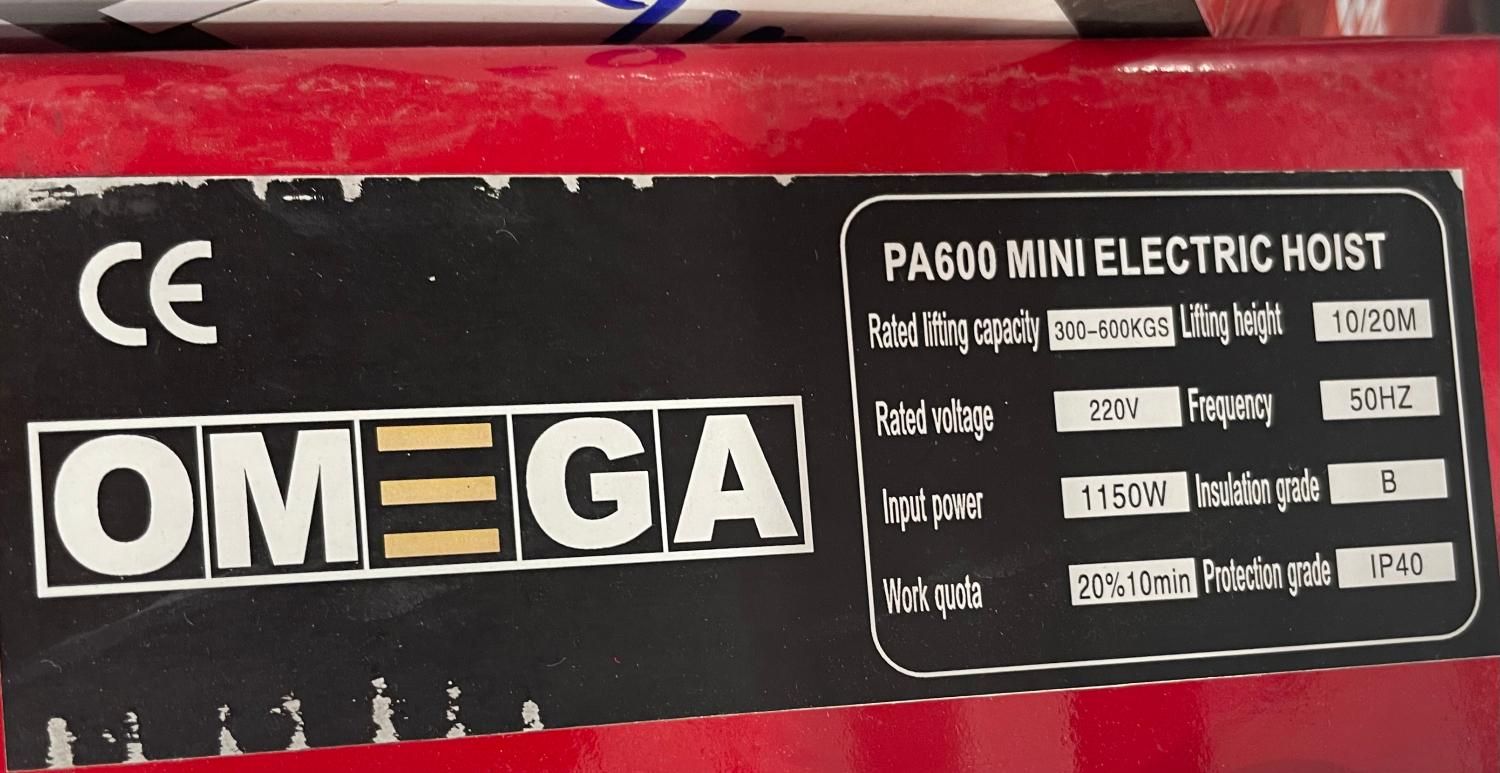 CE
OMEGA
PA600 MINI ELECTRIC HOIST
Rated lifting capacity 300-600KGS Lifting height 10/20M
Rated voltage 220V Frequency 50HZ
Input power 1150W Insulation grade B
Work quota 20%10min Protection grade IP40